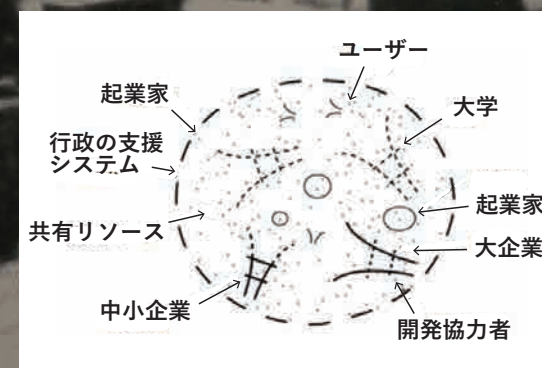 ユーザー
起業家
大学
行政の支援
システム
起業家
共有リソース
大企業
中小企業
開発協力者